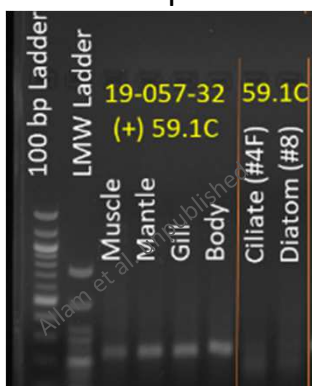 100 bp Ladder
LMW Ladder
19-057-32
(+) 59.1C
59.1C
Muscle
Mantle
Gill
Body
Ciliate (#4F)
Diatom (#8)
Allam et al. unpublished